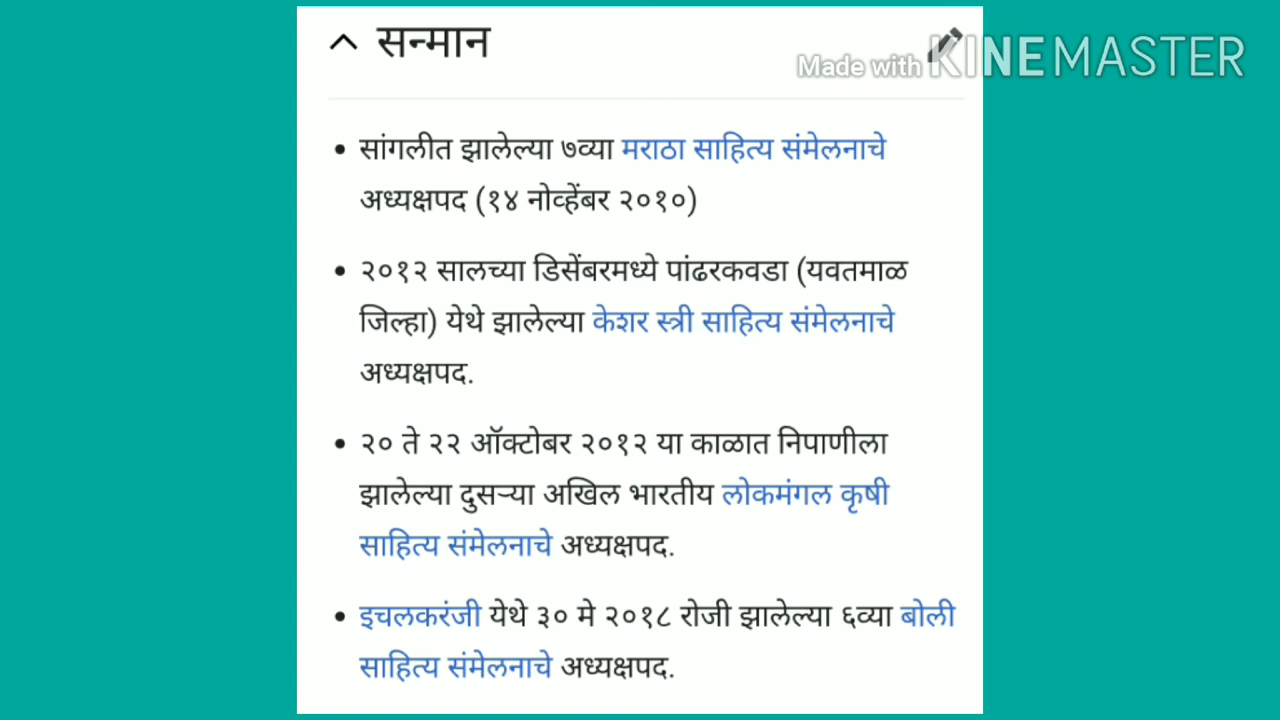 सन्मान
Made with KINEMASTER
• सांगलीत झालेल्या ७व्या मराठा साहित्य संमेलनाचे
अध्यक्षपद (१४ नोव्हेंबर २०१०)
• २०१२ सालच्या डिसेंबरमध्ये पांढरकवडा (यवतमाळ
जिल्हा) येथे झालेल्या केशर स्त्री साहित्य संमेलनाचे
अध्यक्षपद.
• २० ते २२ ऑक्टोबर २०१२ या काळात निपाणीला
झालेल्या दुसऱ्या अखिल भारतीय लोकमंगल कृषी
साहित्य संमेलनाचे अध्यक्षपद.
• इचलकरंजी येथे ३० मे २०१८ रोजी झालेल्या ६व्या बोली
साहित्य संमेलनाचे अध्यक्षपद.